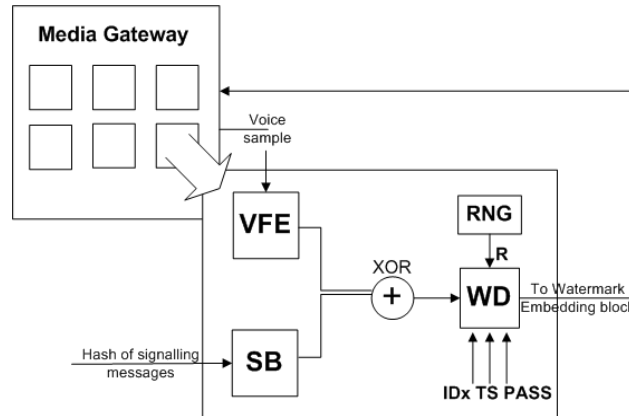 Media Gateway
Voice
sample
VFE
RNG
R
XOR
+
WD
To Watermark
Embedding block
Hash of signalling
messages
SB
IDx TS PASS